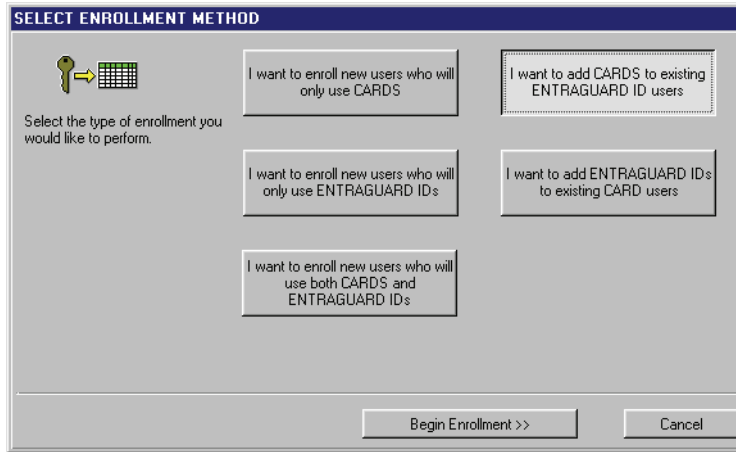 SELECT ENROLLMENT METHOD
Select the type of enrollment you
would like to perform.
I want to enroll new users who will
only use CARDS
I want to add CARDS to existing
ENTRAGUARD ID users
I want to enroll new users who will
only use ENTRAGUARD IDs
I want to add ENTRAGUARD IDs
to existing CARD users
I want to enroll new users who will
use both CARDS and
ENTRAGUARD IDs
Begin Enrollment >>
Cancel